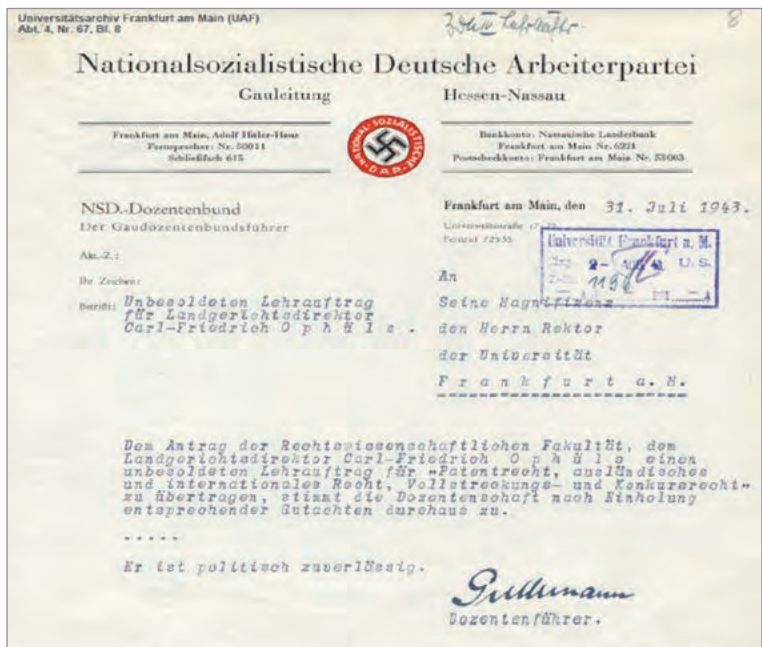 Universitätsarchiv Frankfurt am Main (UAF)
Abt. 4, Nr. 67, Bl. 8
8
Nationalsozialistische Deutsche Arbeiterpartei
Gauleitung Hessen-Nassau
Frankfurt am Main, Adolf Hitler-Haus
Fernsprecher: Nr. 30011
Schließfach 615
NATIONAL-SOZIALISTISCHE
D.A.P.
Bankkonto: Nassauische Landesbank
Frankfurt am Main Nr. 6221
Postscheckkonto: Frankfurt am Main Nr. 53063
NSD.-Dozentenbund
Der Gaudozentenbundsführer
Akt.-Z.:
Ihr Zeichen:
Betrifft: Unbesoldeten Lehrauftrag
für Landgerichtsdirektor
Carl-Friedrich O p h ü l s .
Frankfurt am Main, den 31. Juli 1943.
Universität Frankfurt a. M.
An
Seine Magnifizenz
den Herrn Rektor
der Universität
F r a n k f u r t a. M.
Dem Antrag der Rechtswissenschaftlichen Fakultät, dem
Landgerichtsdirektor Carl-Friedrich O p h ü l s einen
unbesoldeten Lehrauftrag für "Patentrecht, ausländisches
und internationales Recht, Vollstreckungs- und Konkursrecht"
zu übertragen, stimmt die Dozentenschaft nach Einholung
entsprechender Gutachten durchaus zu.
.....
Er ist politisch zuverlässig.
Dozentenführer.